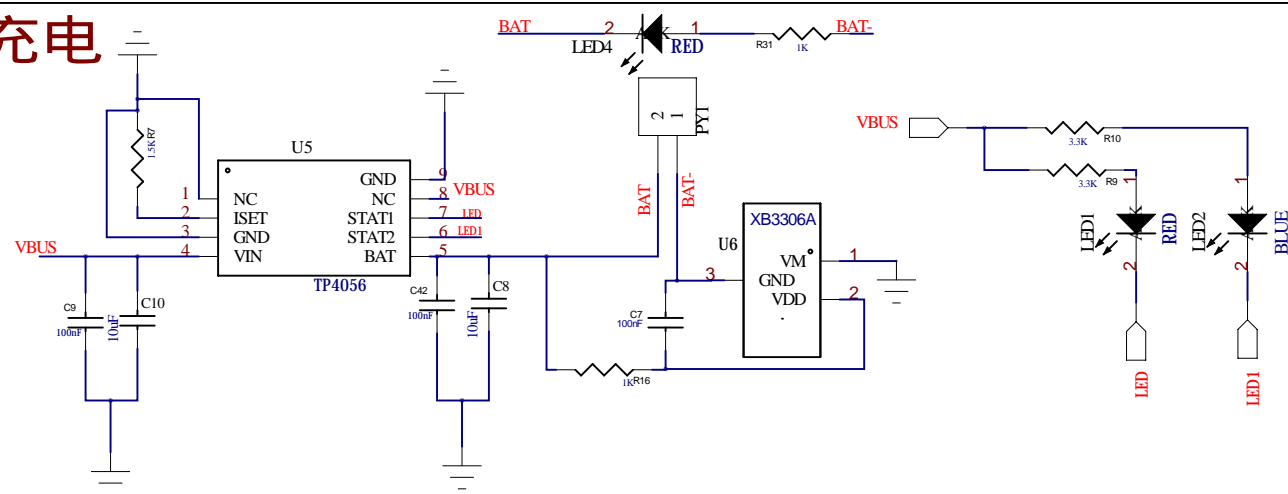 充电
BAT
2
1
BAT-
LED4
RED
R31
1K
2
1
PY1
BAT
BAT-
R7
1.5K
U5
1
NC
2
ISET
3
GND
4
VIN
GND
9
NC
8
VBUS
STAT1
7
LED
STAT2
6
LED1
BAT
5
TP4056
VBUS
C9
100nF
C10
10uF
C42
100nF
C8
10uF
C7
100nF
1K
R16
XB3306A
U6
VM
1
3
GND
VDD
2
VBUS
3.3K
R10
3.3K
R9
1
LED1
RED
2
LED
1
LED2
BLUE
2
LED1